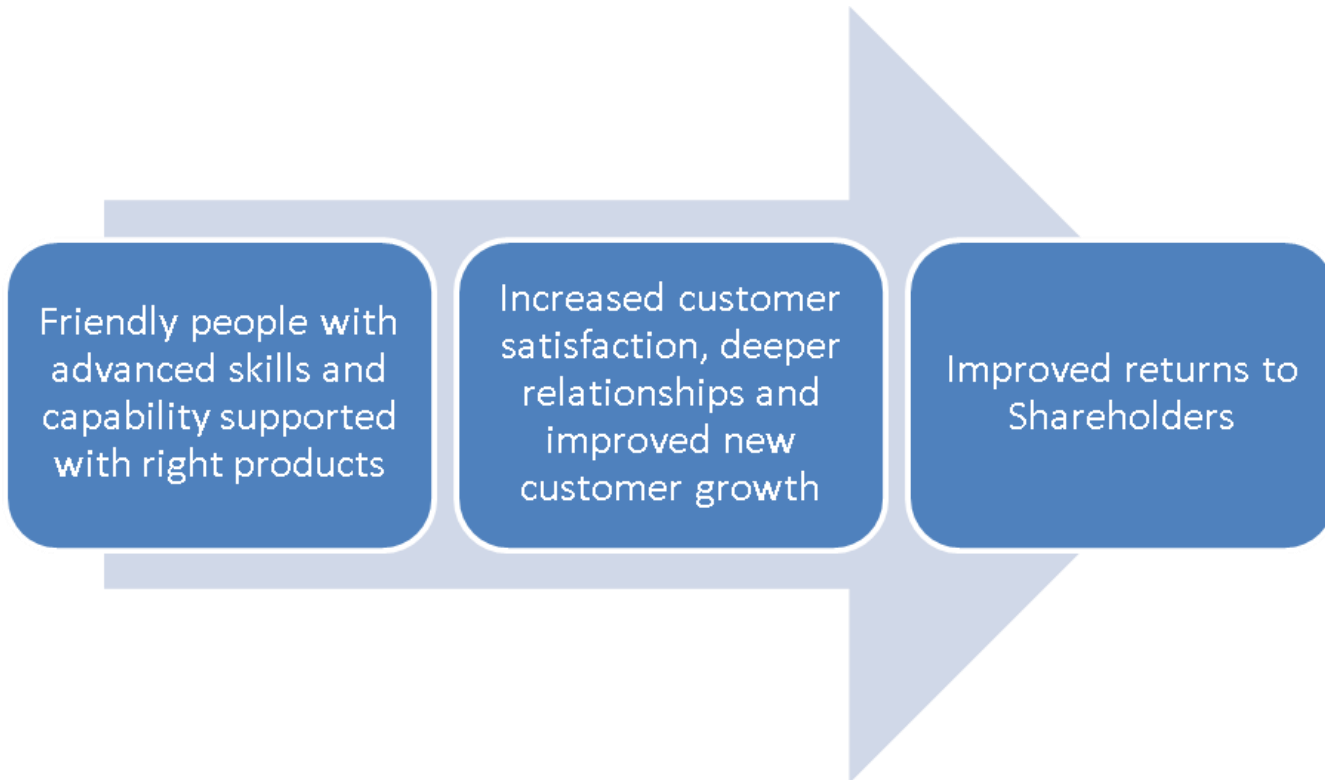 Friendly people with
advanced skills and
capability supported
with right products
Increased customer
satisfaction, deeper
relationships and
improved new
customer growth
Improved returns to
Shareholders